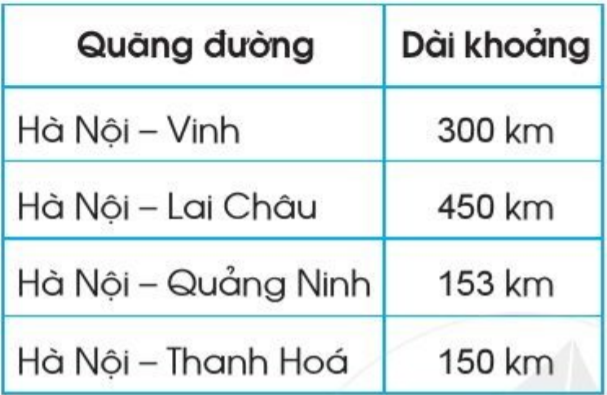 Quãng đường Dài khoảng
Hà Nội – Vinh 300 km
Hà Nội – Lai Châu 450 km
Hà Nội – Quảng Ninh 153 km
Hà Nội – Thanh Hoá 150 km